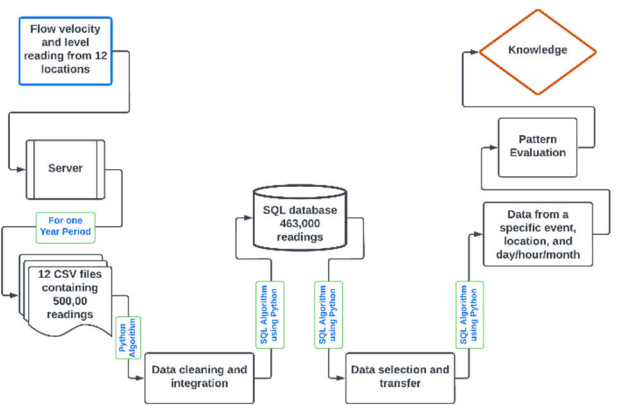 Flow velocity
and level
reading from 12
locations
Server
For one
Year Period
12 CSV files
containing
500,00
readings
Python
Algorithm
Data cleaning and
integration
SQL Algorithm
using Python
SQL database
463,000
readings
SQL Algorithm
using Python
Data selection and
transfer
SQL Algorithm
using Python
Data from a
specific event,
location, and
day/hour/month
Pattern
Evaluation
Knowledge